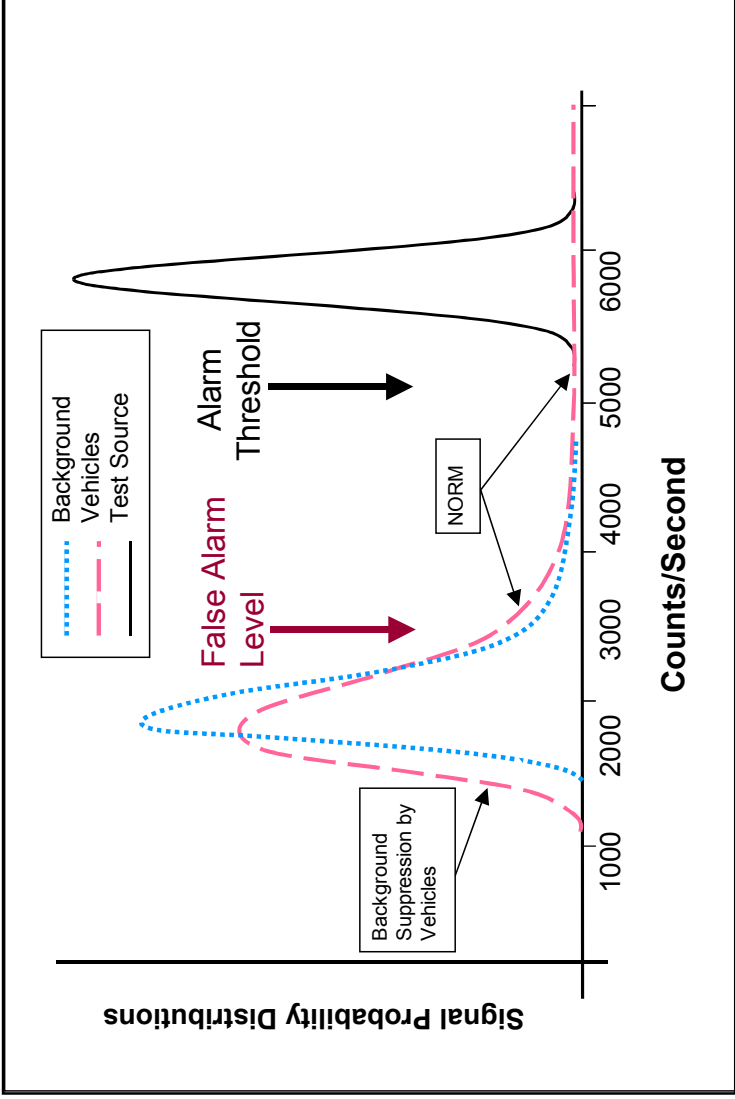 Background
Vehicles
Test Source
False Alarm
Level
Alarm
Threshold
NORM
Background
Suppression by
Vehicles
Signal Probability Distributions
1000
2000
3000
4000
5000
6000
Counts/Second